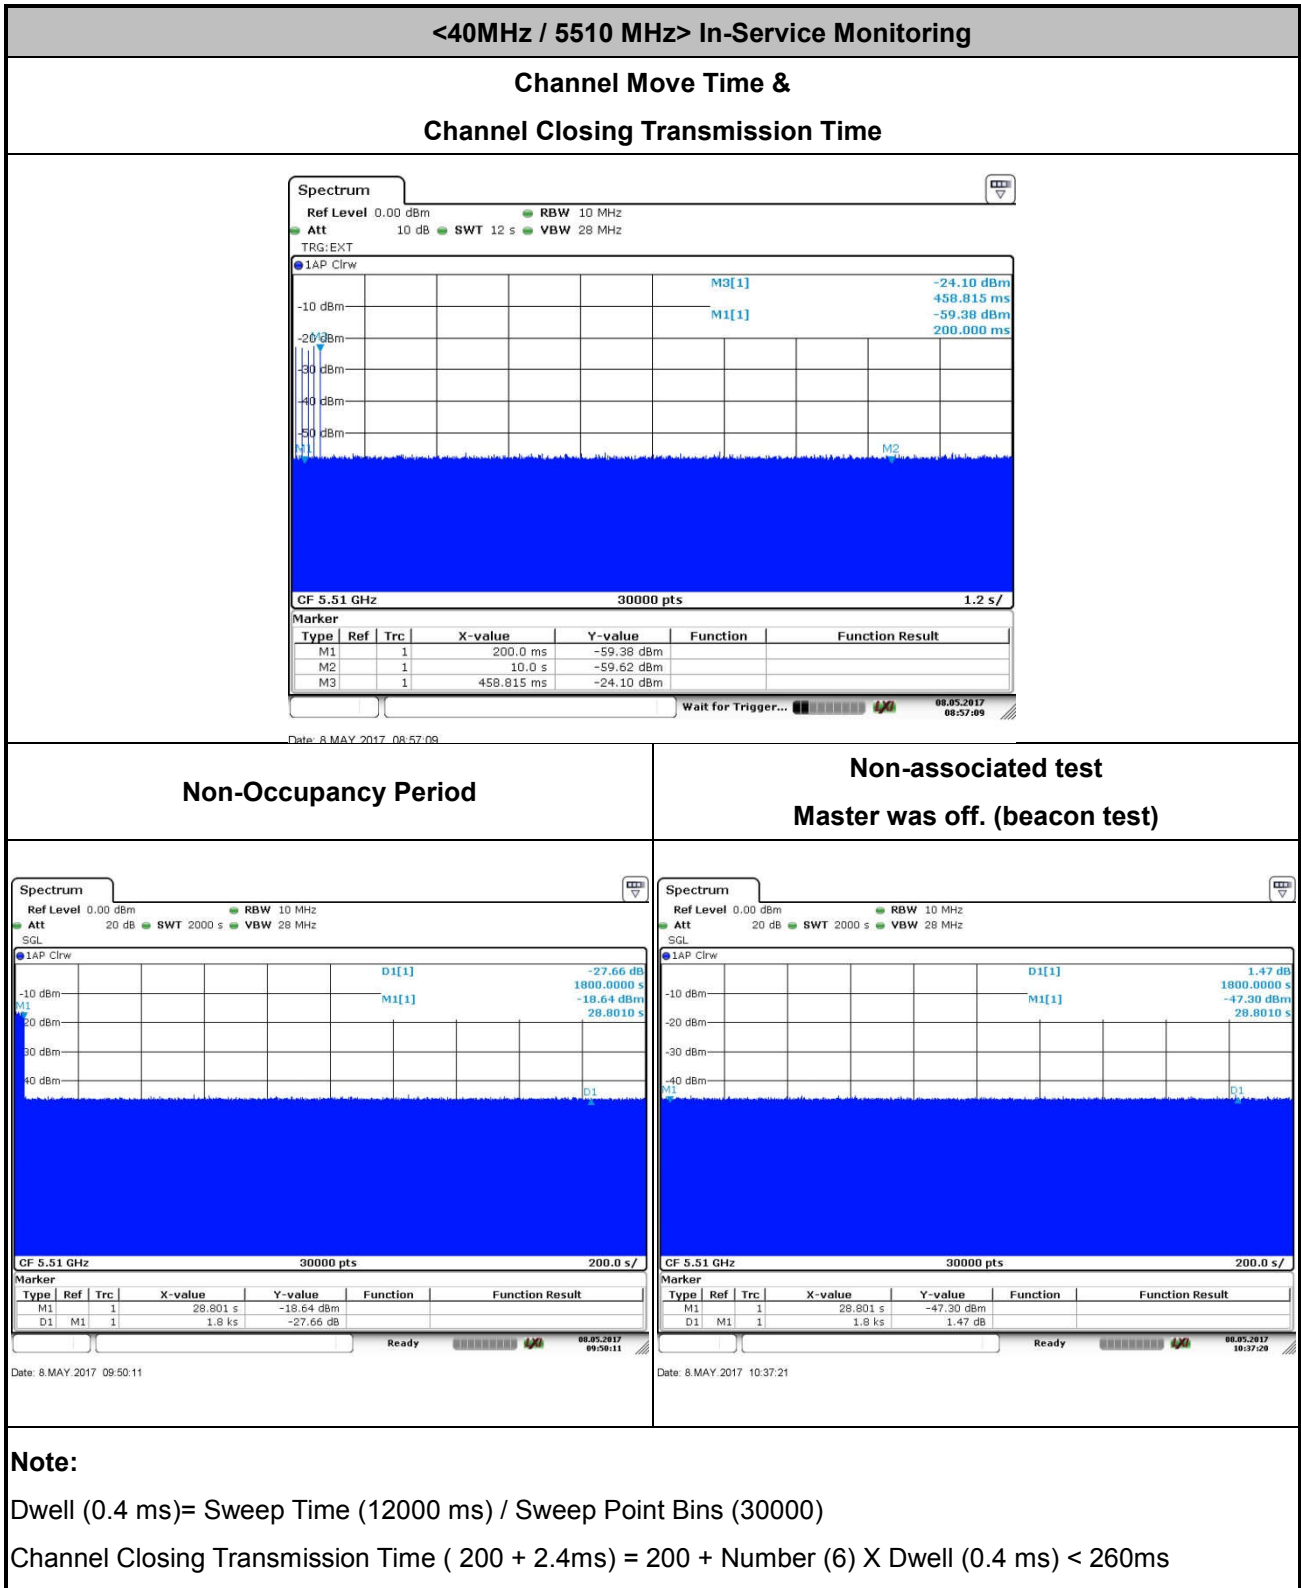 <40MHz / 5510 MHz> In-Service Monitoring
Channel Move Time &
Channel Closing Transmission Time
Spectrum
Ref Level 0.00 dBm RBW 10 MHz
Att 10 dB SWT 12 s VBW 28 MHz
TRG:EXT
1AP Clrw
M3[1] -24.10 dBm
458.815 ms
-10 dBm
M1[1] -59.38 dBm
200.000 ms
-20 dBm
M3
-30 dBm
-40 dBm
-50 dBm
M1 M2
CF 5.51 GHz 30000 pts 1.2 s/
Marker
Type Ref Trc X-value Y-value Function Function Result
M1 1 200.0 ms -59.38 dBm
M2 1 10.0 s -59.62 dBm
M3 1 458.815 ms -24.10 dBm
Wait for Trigger... LXI 08.05.2017
08:57:09
Date: 8.MAY.2017 08:57:09
Non-Occupancy Period
Non-associated test
Master was off. (beacon test)
Spectrum
Ref Level 0.00 dBm RBW 10 MHz
Att 20 dB SWT 2000 s VBW 28 MHz
SGL
1AP Clrw
D1[1] -27.66 dB
1800.0000 s
-10 dBm
M1[1] -18.64 dBm
28.8010 s
M1
-20 dBm
-30 dBm
-40 dBm
D1
CF 5.51 GHz 30000 pts 200.0 s/
Marker
Type Ref Trc X-value Y-value Function Function Result
M1 1 28.801 s -18.64 dBm
D1 M1 1 1.8 ks -27.66 dB
Ready LXI 08.05.2017
09:50:11
Date: 8.MAY.2017 09:50:11
Spectrum
Ref Level 0.00 dBm RBW 10 MHz
Att 20 dB SWT 2000 s VBW 28 MHz
SGL
1AP Clrw
D1[1] 1.47 dB
1800.0000 s
-10 dBm
M1[1] -47.30 dBm
28.8010 s
-20 dBm
-30 dBm
-40 dBm
M1 D1
CF 5.51 GHz 30000 pts 200.0 s/
Marker
Type Ref Trc X-value Y-value Function Function Result
M1 1 28.801 s -47.30 dBm
D1 M1 1 1.8 ks 1.47 dB
Ready LXI 08.05.2017
10:37:20
Date: 8.MAY.2017 10:37:21
Note:
Dwell (0.4 ms)= Sweep Time (12000 ms) / Sweep Point Bins (30000)
Channel Closing Transmission Time ( 200 + 2.4ms) = 200 + Number (6) X Dwell (0.4 ms) < 260ms